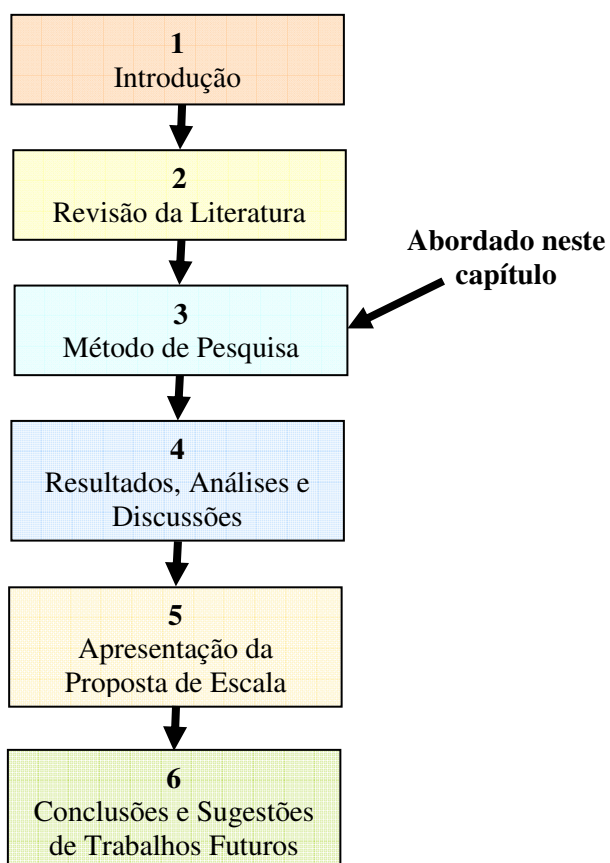 1
Introdução
2
Revisão da Literatura
Abordado neste
capítulo
3
Método de Pesquisa
4
Resultados, Análises e
Discussões
5
Apresentação da
Proposta de Escala
6
Conclusões e Sugestões
de Trabalhos Futuros